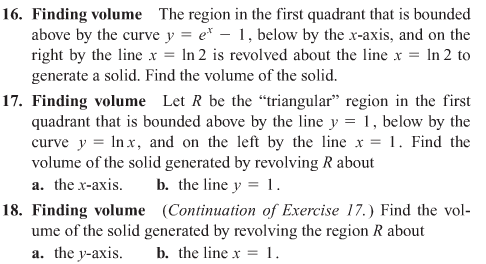 16. Finding volume The region in the first quadrant that is bounded
above by the curve y = eˣ − 1, below by the x-axis, and on the
right by the line x = ln 2 is revolved about the line x = ln 2 to
generate a solid. Find the volume of the solid.
17. Finding volume Let R be the “triangular” region in the first
quadrant that is bounded above by the line y = 1, below by the
curve y = ln x, and on the left by the line x = 1. Find the
volume of the solid generated by revolving R about
a. the x-axis. b. the line y = 1.
18. Finding volume (Continuation of Exercise 17.) Find the vol-
ume of the solid generated by revolving the region R about
a. the y-axis. b. the line x = 1.